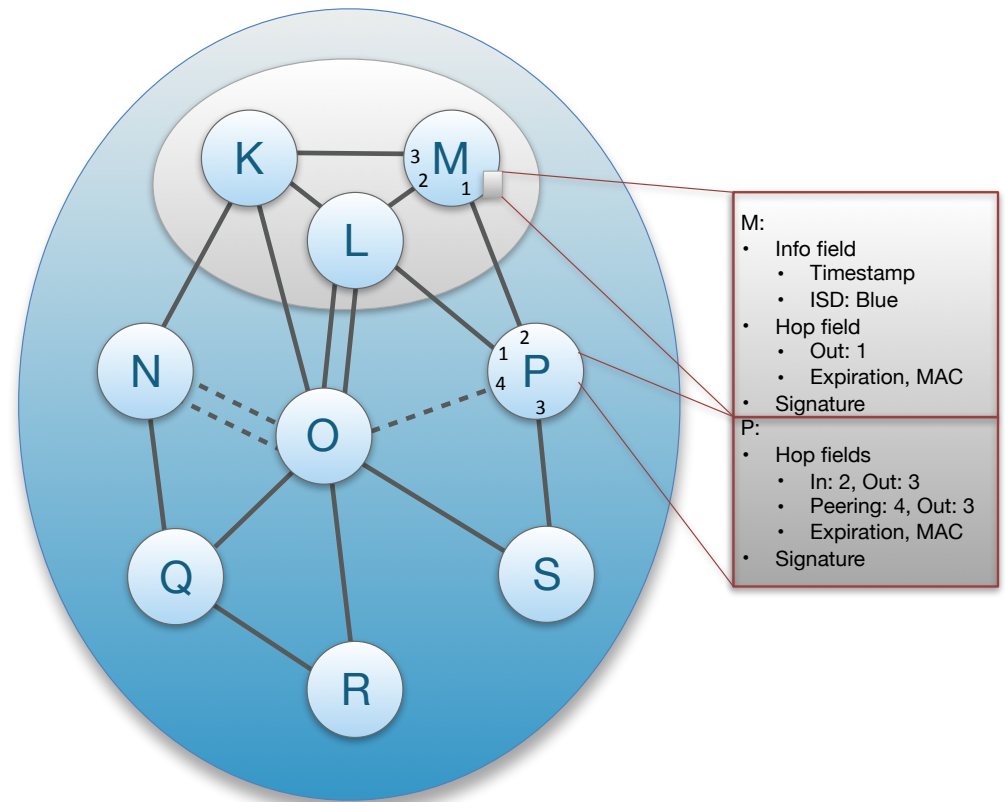 K
3
M
2
1
L
M:
• Info field
• Timestamp
• ISD: Blue
• Hop field
• Out: 1
• Expiration, MAC
• Signature
N
2
1
P
4
3
O
P:
• Hop fields
• In: 2, Out: 3
• Peering: 4, Out: 3
• Expiration, MAC
• Signature
Q
S
R